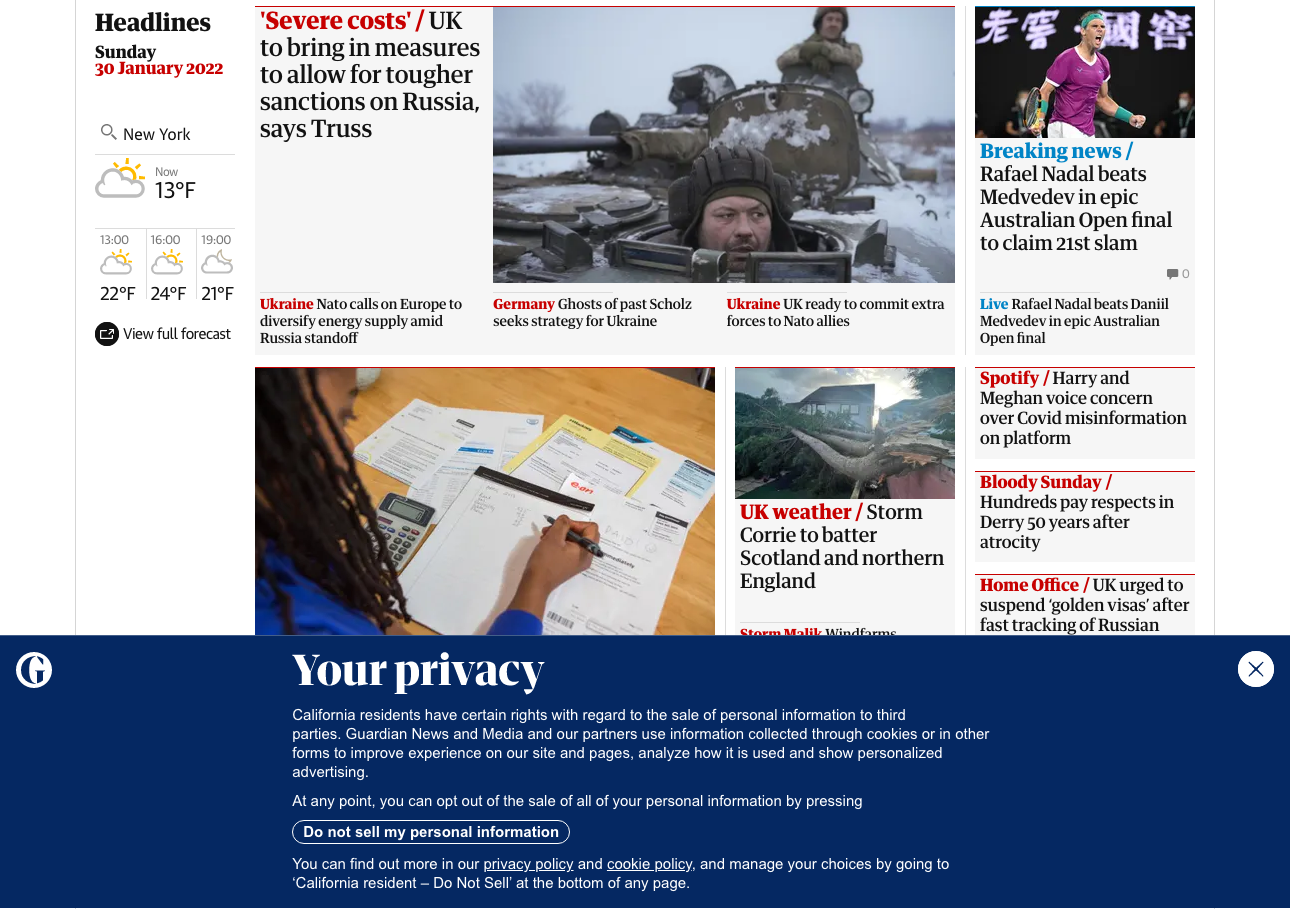 Headlines
Sunday
30 January 2022
New York
Now
13°F
13:00
16:00
19:00
22°F
24°F
21°F
View full forecast
'Severe costs' / UK
to bring in measures
to allow for tougher
sanctions on Russia,
says Truss
Ukraine Nato calls on Europe to
diversify energy supply amid
Russia standoff
Germany Ghosts of past Scholz
seeks strategy for Ukraine
Ukraine UK ready to commit extra
forces to Nato allies
Breaking news /
Rafael Nadal beats
Medvedev in epic
Australian Open final
to claim 21st slam
0
Live Rafael Nadal beats Daniil
Medvedev in epic Australian
Open final
e·on
UK weather / Storm
Corrie to batter
Scotland and northern
England
Storm Malik Windfarms
Spotify / Harry and
Meghan voice concern
over Covid misinformation
on platform
Bloody Sunday /
Hundreds pay respects in
Derry 50 years after
atrocity
Home Office / UK urged to
suspend ‘golden visas’ after
fast tracking of Russian
Your privacy
California residents have certain rights with regard to the sale of personal information to third
parties. Guardian News and Media and our partners use information collected through cookies or in other
forms to improve experience on our site and pages, analyze how it is used and show personalized
advertising.
At any point, you can opt out of the sale of all of your personal information by pressing
Do not sell my personal information
You can find out more in our privacy policy and cookie policy, and manage your choices by going to
‘California resident – Do Not Sell’ at the bottom of any page.